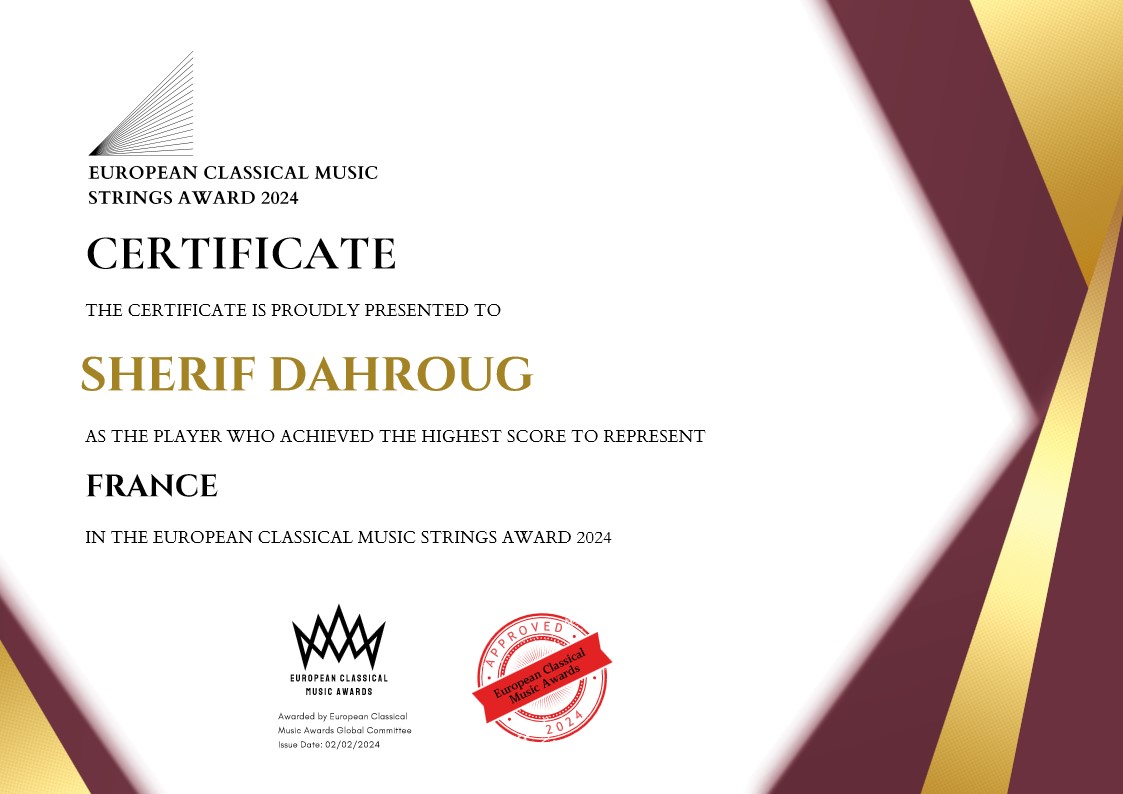 EUROPEAN CLASSICAL MUSIC
STRINGS AWARD 2024
CERTIFICATE
THE CERTIFICATE IS PROUDLY PRESENTED TO
SHERIF DAHROUG
AS THE PLAYER WHO ACHIEVED THE HIGHEST SCORE TO REPRESENT
FRANCE
IN THE EUROPEAN CLASSICAL MUSIC STRINGS AWARD 2024
EUROPEAN CLASSICAL
MUSIC AWARDS
Awarded by European Classical
Music Awards Global Committee
Issue Date: 02/02/2024
APPROVED
European Classical
Music Awards
2024